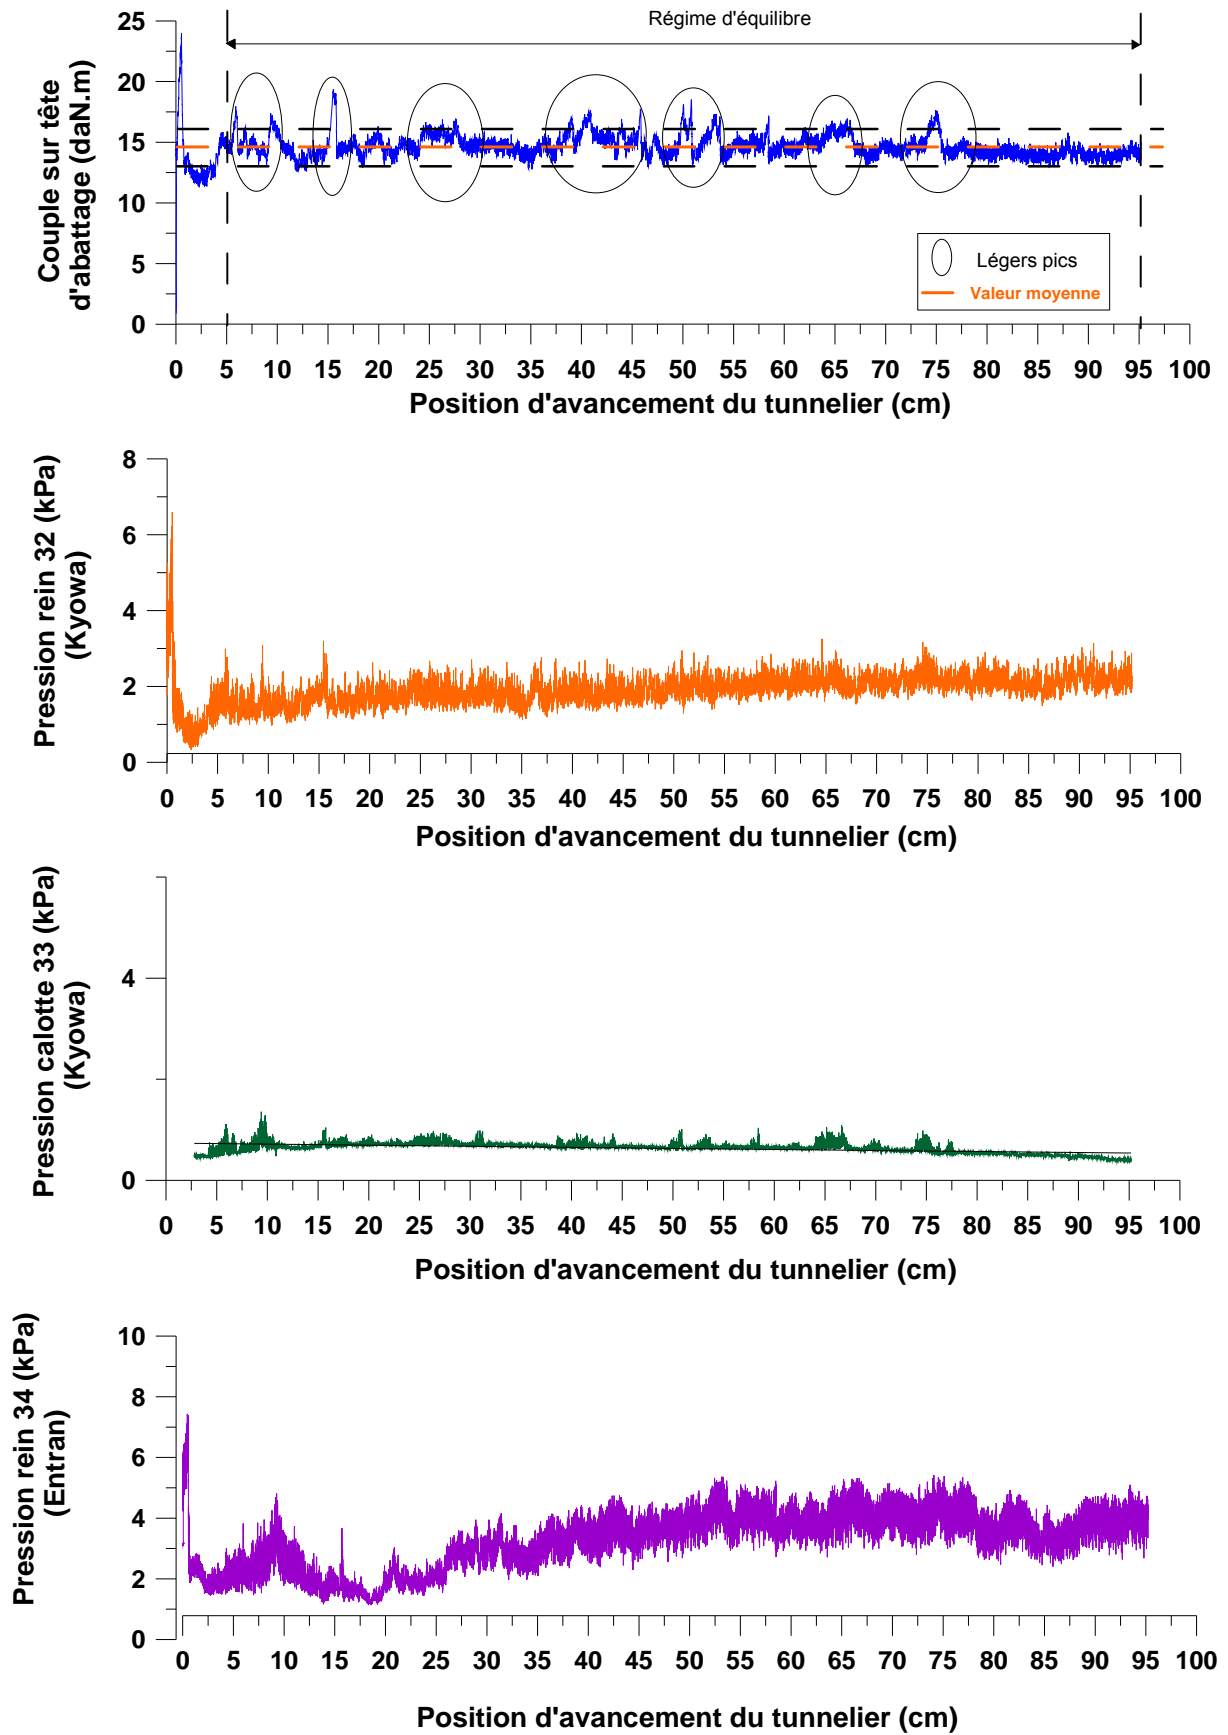 Régime d'équilibre
Couple sur tête
d'abattage (daN.m)
25
20
15
10
5
0
Légers pics
Valeur moyenne
0 5 10 15 20 25 30 35 40 45 50 55 60 65 70 75 80 85 90 95 100
Position d'avancement du tunnelier (cm)
Pression rein 32 (kPa)
(Kyowa)
8
6
4
2
0
0 5 10 15 20 25 30 35 40 45 50 55 60 65 70 75 80 85 90 95 100
Position d'avancement du tunnelier (cm)
Pression calotte 33 (kPa)
(Kyowa)
4
0
0 5 10 15 20 25 30 35 40 45 50 55 60 65 70 75 80 85 90 95 100
Position d'avancement du tunnelier (cm)
Pression rein 34 (kPa)
(Entran)
10
8
6
4
2
0
0 5 10 15 20 25 30 35 40 45 50 55 60 65 70 75 80 85 90 95 100
Position d'avancement du tunnelier (cm)